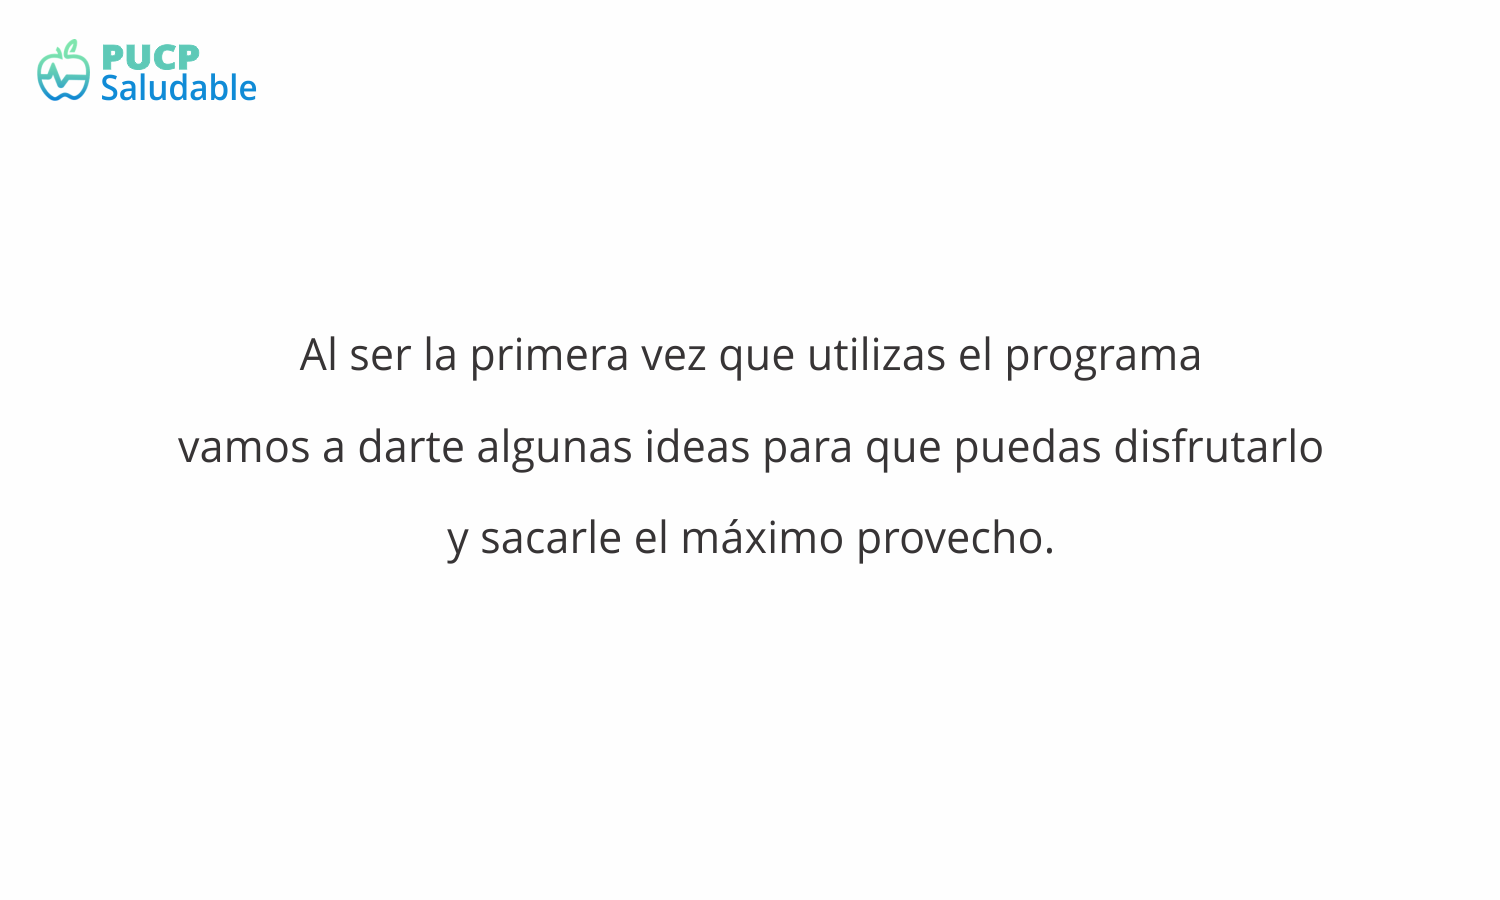 PUCP
Saludable
Al ser la primera vez que utilizas el programa
vamos a darte algunas ideas para que puedas disfrutarlo
y sacarle el máximo provecho.